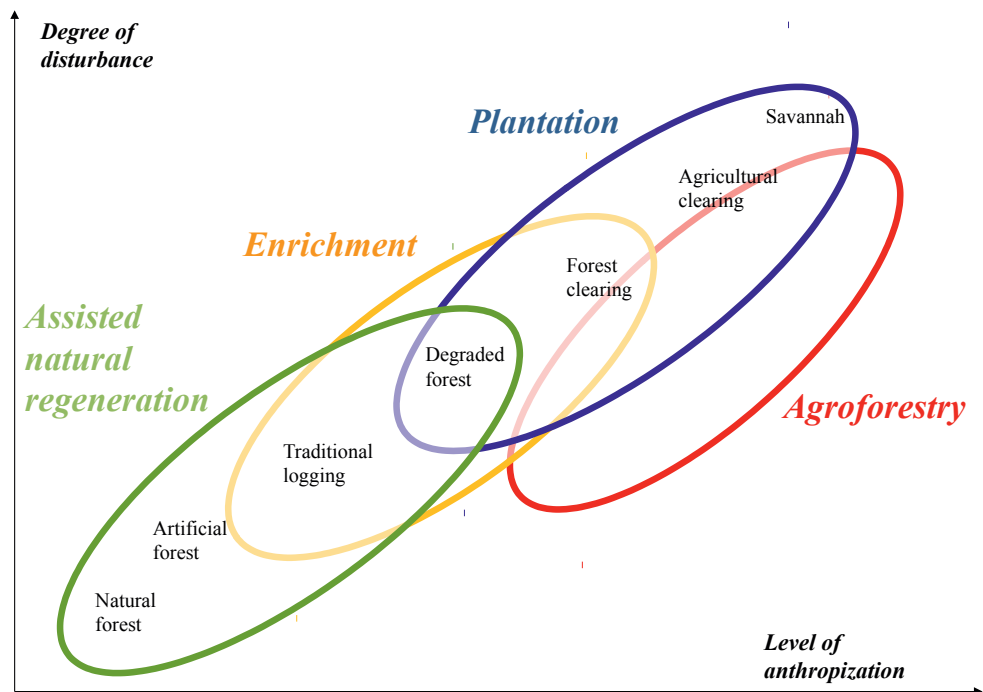 Degree of
disturbance
Savannah
Plantation
Agricultural
clearing
Enrichment
Forest
clearing
Assisted
natural
regeneration
Degraded
forest
Agroforestry
Traditional
logging
Artificial
forest
Natural
forest
Level of
anthropization